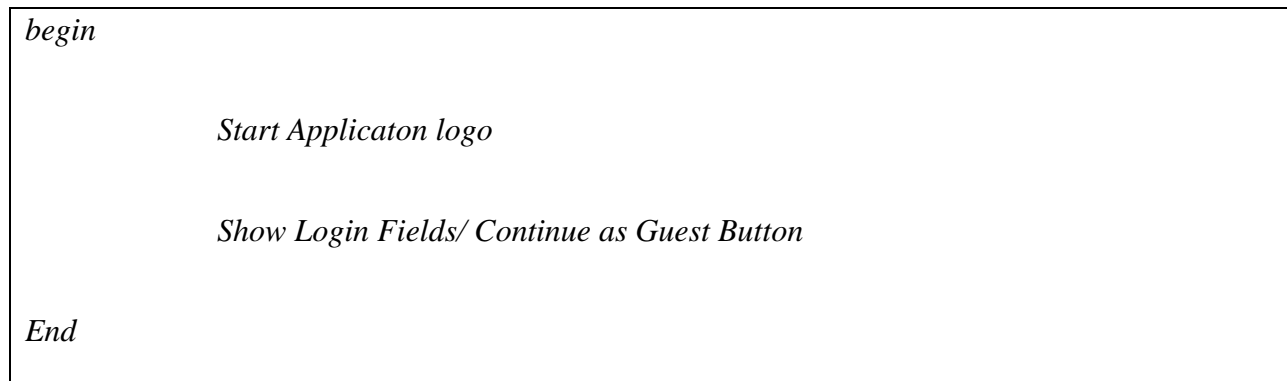 begin
Start Applicaton logo
Show Login Fields/ Continue as Guest Button
End